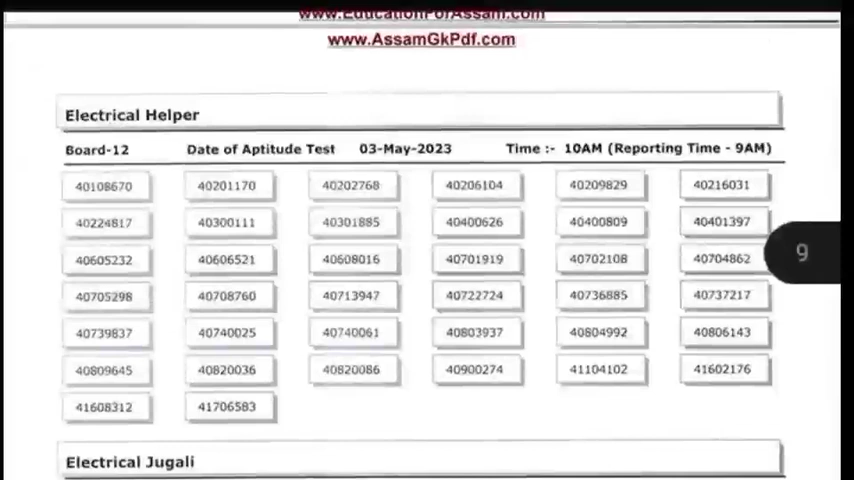 www.EducationForAssam.com
www.AssamGkPdf.com
Electrical Helper
Board-12 Date of Aptitude Test 03-May-2023 Time :- 10AM (Reporting Time - 9AM)
40108670 40201170 40202768 40206104 40209829 40216031
40224817 40300111 40301885 40400626 40400809 40401397
40605232 40606521 40608016 40701919 40702108 40704862
9
40705298 40708760 40713947 40722724 40736885 40737217
40739837 40740025 40740061 40803937 40804992 40806143
40809645 40820036 40820086 40900274 41104102 41602176
41608312 41706583
Electrical Jugali